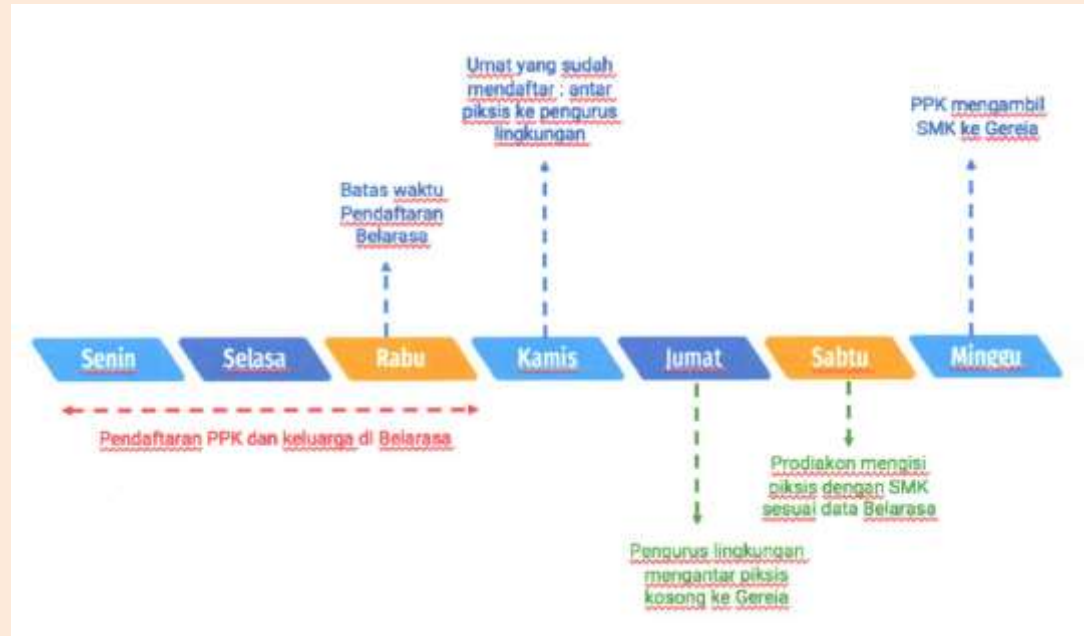 Umat yang sudah
mendaftar ; antar
piksis ke pengurus
lingkungan
PPK mengambil
SMK ke Gereja
Batas waktu
Pendaftaran
Belarasa
Senin
Selasa
Rabu
Kamis
Jumat
Sabtu
Minggu
Pendaftaran PPK dan keluarga di Belarasa
Prodiakon mengisi
piksis dengan SMK
sesuai data Belarasa
Pengurus lingkungan
mengantar piksis
kosong ke Gereja